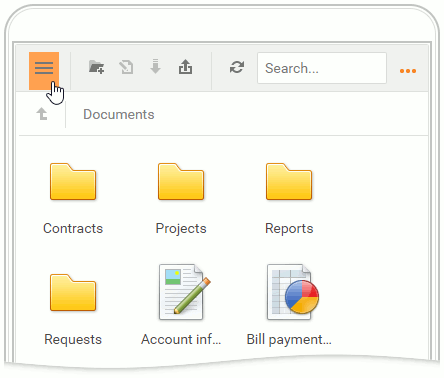 Search...
Documents
Contracts Projects Reports
Requests Account inf... Bill payment...